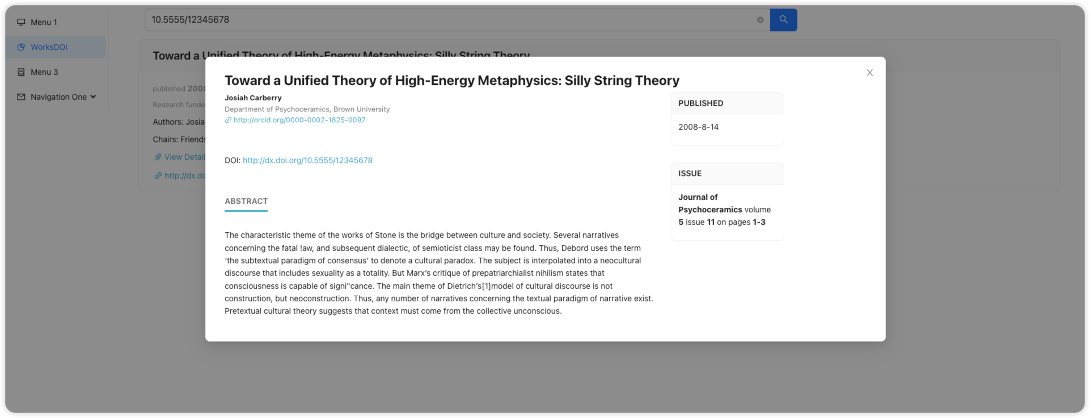 Menu 1
WorksDOI
Menu 3
Navigation One
10.5555/12345678
Toward a Unified Theory of High-Energy Metaphysics: Silly String Theory
published 2008
Research funde
Authors: Josia
Chairs: Friends
View Detail
http://dx.do
Toward a Unified Theory of High-Energy Metaphysics: Silly String Theory
Josiah Carberry
Department of Psychoceramics, Brown University
http://orcid.org/0000-0002-1825-0097
DOI: http://dx.doi.org/10.5555/12345678
ABSTRACT
The characteristic theme of the works of Stone is the bridge between culture and society. Several narratives
concerning the fatal !aw, and subsequent dialectic, of semioticist class may be found. Thus, Debord uses the term
‘the subtextual paradigm of consensus’ to denote a cultural paradox. The subject is interpolated into a neocultural
discourse that includes sexuality as a totality. But Marx’s critique of prepatriarchialist nihilism states that
consciousness is capable of signi"cance. The main theme of Dietrich’s[1]model of cultural discourse is not
construction, but neoconstruction. Thus, any number of narratives concerning the textual paradigm of narrative exist.
Pretextual cultural theory suggests that context must come from the collective unconscious.
PUBLISHED
2008-8-14
ISSUE
Journal of
Psychoceramics volume
5 issue 11 on pages 1-3